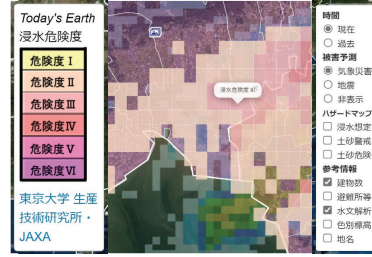 Today's Earth
浸水危険度
危険度 I
危険度 II
危険度 III
危険度 IV
危険度 V
危険度 VI
東京大学 生産
技術研究所・
JAXA
浸水危険度
時間
現在
過去
被害予測
気象災害
地震
非表示
ハザードマップ
浸水想定
土砂警戒
土砂危険
参考情報
建物数
避難所等
水文解析
色別標高
地名